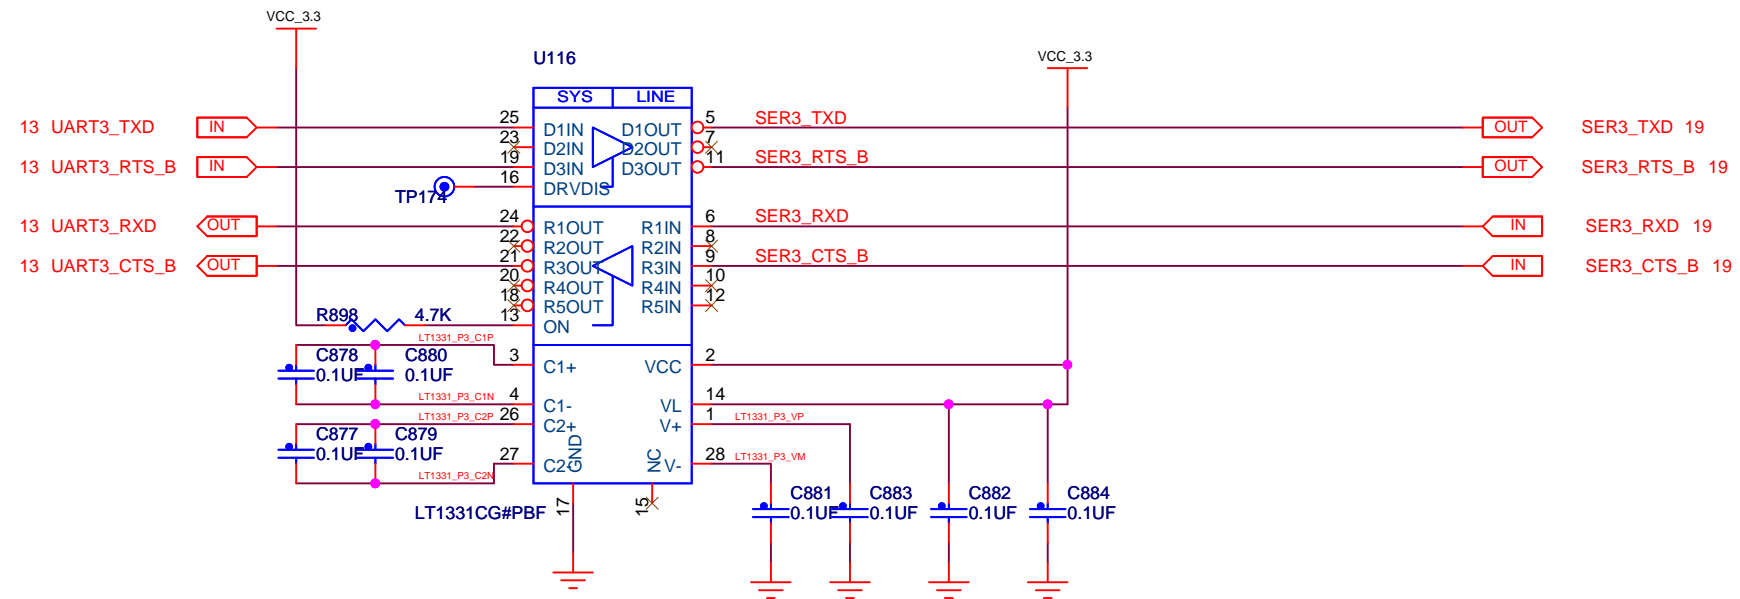 VCC_3.3
U116
VCC_3.3
SYS LINE
13 UART3_TXD IN 25 D1IN D1OUT 5 SER3_TXD OUT SER3_TXD 19
23 D2IN D2OUT 7
13 UART3_RTS_B IN 19 D3IN D3OUT 11 SER3_RTS_B OUT SER3_RTS_B 19
TP174 16 DRVDIS
13 UART3_RXD OUT 24 R1OUT R1IN 6 SER3_RXD IN SER3_RXD 19
22 R2OUT R2IN 8
13 UART3_CTS_B OUT 21 R3OUT R3IN 9 SER3_CTS_B IN SER3_CTS_B 19
20 R4OUT R4IN 10
18 R5OUT R5IN 12
R898 4.7K 13 ON
LT1331_P3_C1P
C878 C880 3 C1+ VCC 2
0.1UF 0.1UF
LT1331_P3_C1N 4 C1- VL 14
LT1331_P3_C2P 26 C2+ V+ 1 LT1331_P3_VP
C877 C879
0.1UF 0.1UF 27 C2- GND NC V- 28 LT1331_P3_VM
LT1331_P3_C2N
C881 C883 C882 C884
0.1UF 0.1UF 0.1UF 0.1UF
LT1331CG#PBF 17 15